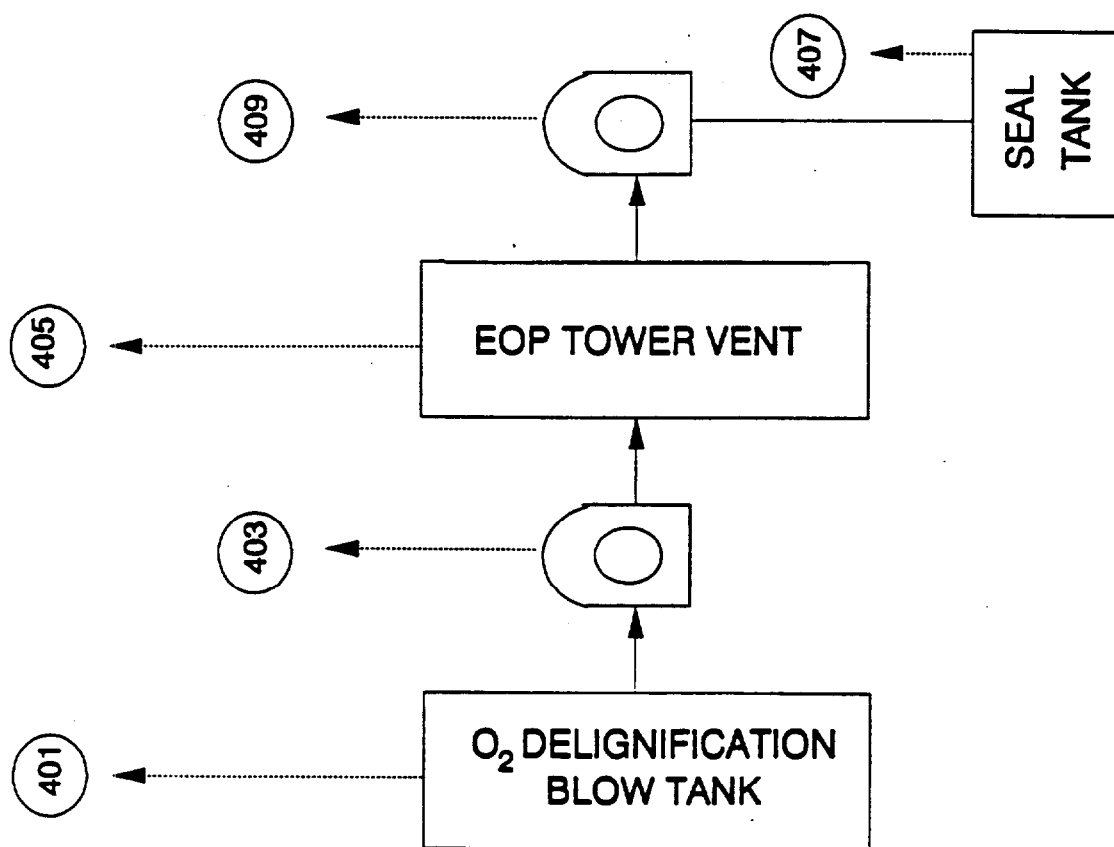 407
409
SEAL
TANK
405
EOP TOWER VENT
403
401
O₂ DELIGNIFICATION
BLOW TANK